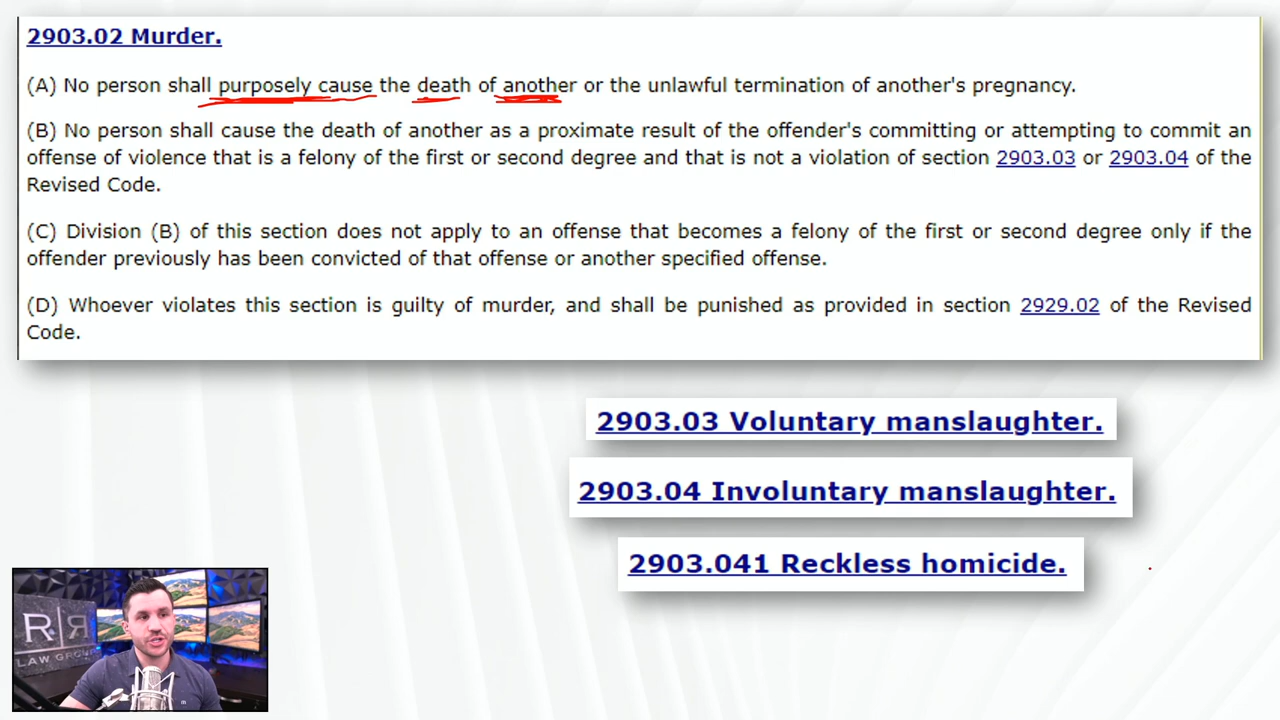 2903.02 Murder.
(A) No person shall purposely cause the death of another or the unlawful termination of another's pregnancy.
(B) No person shall cause the death of another as a proximate result of the offender's committing or attempting to commit an
offense of violence that is a felony of the first or second degree and that is not a violation of section 2903.03 or 2903.04 of the
Revised Code.
(C) Division (B) of this section does not apply to an offense that becomes a felony of the first or second degree only if the
offender previously has been convicted of that offense or another specified offense.
(D) Whoever violates this section is guilty of murder, and shall be punished as provided in section 2929.02 of the Revised
Code.
2903.03 Voluntary manslaughter.
2903.04 Involuntary manslaughter.
2903.041 Reckless homicide.
R|R
LAW GROUP